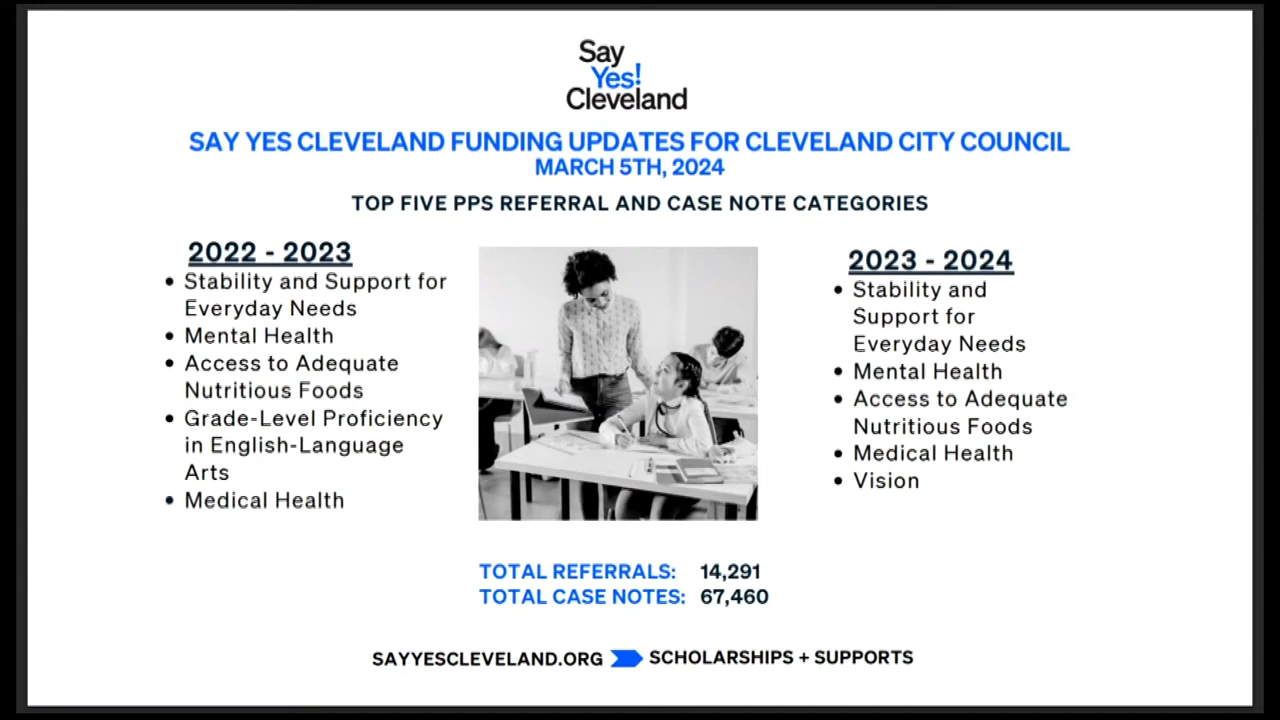 Say
Yes!
Cleveland
SAY YES CLEVELAND FUNDING UPDATES FOR CLEVELAND CITY COUNCIL
MARCH 5TH, 2024
TOP FIVE PPS REFERRAL AND CASE NOTE CATEGORIES
2022 - 2023
• Stability and Support for
Everyday Needs
• Mental Health
• Access to Adequate
Nutritious Foods
• Grade-Level Proficiency
in English-Language
Arts
• Medical Health
2023 - 2024
• Stability and
Support for
Everyday Needs
• Mental Health
• Access to Adequate
Nutritious Foods
• Medical Health
• Vision
TOTAL REFERRALS: 14,291
TOTAL CASE NOTES: 67,460
SAYYESCLEVELAND.ORG SCHOLARSHIPS + SUPPORTS